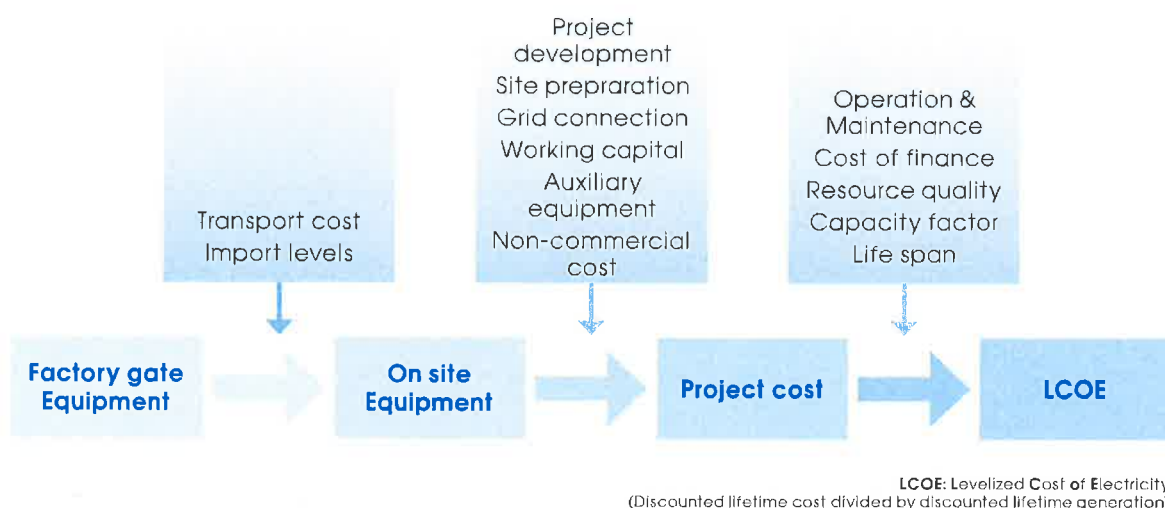 Transport cost
Import levels
Project
development
Site prepraration
Grid connection
Working capital
Auxiliary
equipment
Non-commercial
cost
Operation &
Maintenance
Cost of finance
Resource quality
Capacity factor
Life span
Factory gate
Equipment
On site
Equipment
Project cost
LCOE
LCOE: Levelized Cost of Electricity
(Discounted lifetime cost divided by discounted lifetime generation)